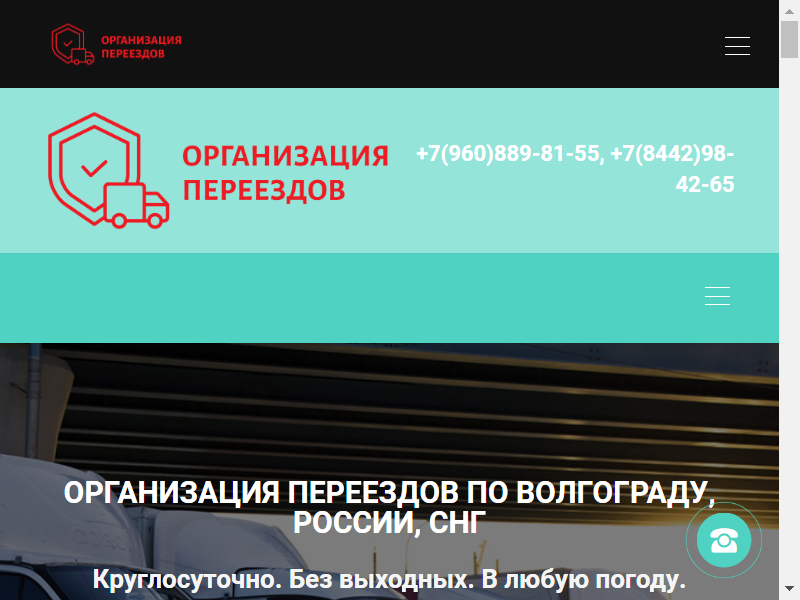 ОРГАНИЗАЦИЯ
ПЕРЕЕЗДОВ
ОРГАНИЗАЦИЯ
ПЕРЕЕЗДОВ
+7(960)889-81-55, +7(8442)98-
42-65
ОРГАНИЗАЦИЯ ПЕРЕЕЗДОВ ПО ВОЛГОГРАДУ,
РОССИИ, СНГ
Круглосуточно. Без выходных. В любую погоду.